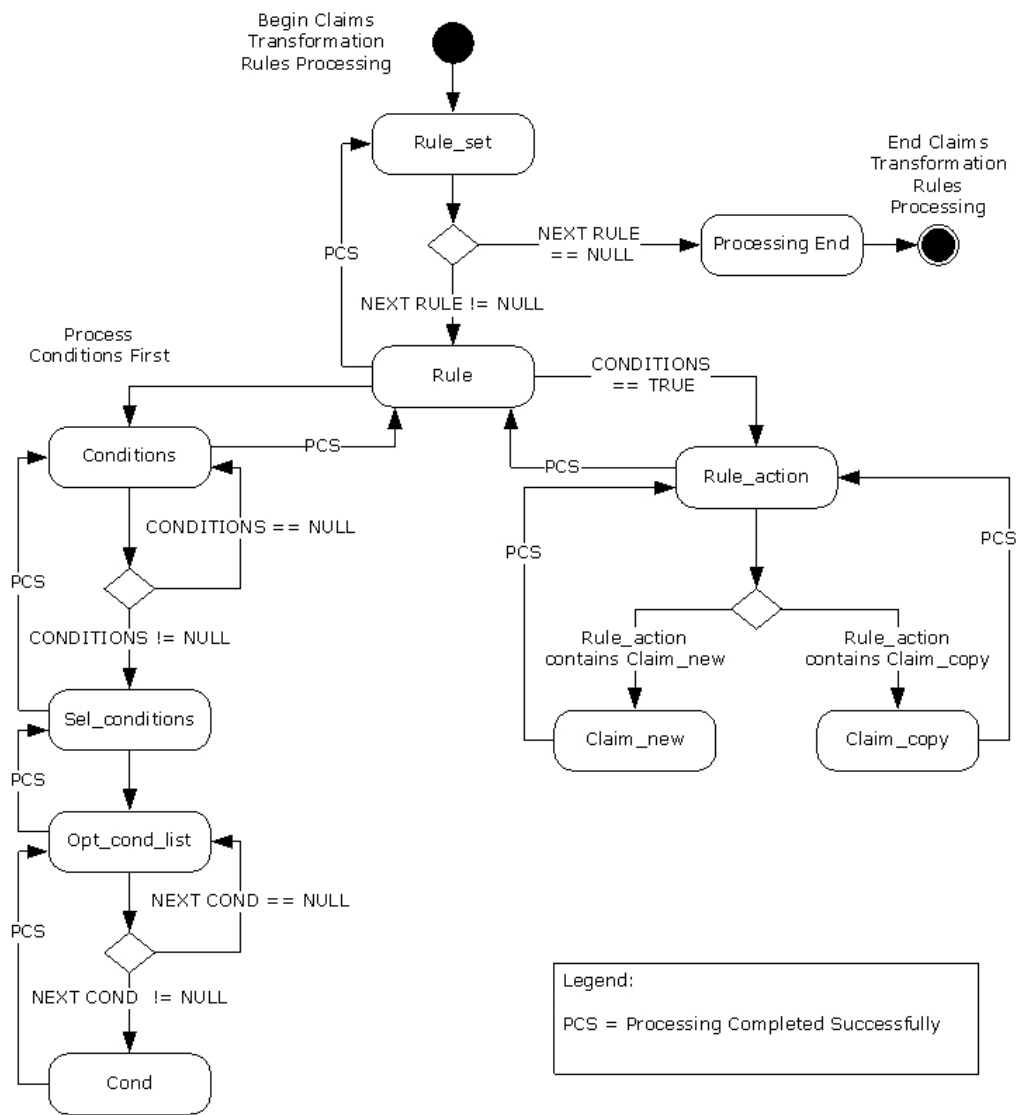 Begin Claims
Transformation
Rules Processing
Rule_set
End Claims
Transformation
Rules
Processing
NEXT RULE
== NULL
Processing End
PCS
NEXT RULE != NULL
Process
Conditions First
Rule
CONDITIONS
== TRUE
Conditions
PCS
PCS
Rule_action
CONDITIONS == NULL
PCS
PCS
PCS
CONDITIONS != NULL
Rule_action
contains Claim_new
Rule_action
contains Claim_copy
Sel_conditions
Claim_new
Claim_copy
PCS
Opt_cond_list
NEXT COND == NULL
PCS
NEXT COND  != NULL
Cond
Legend:
PCS = Processing Completed Successfully